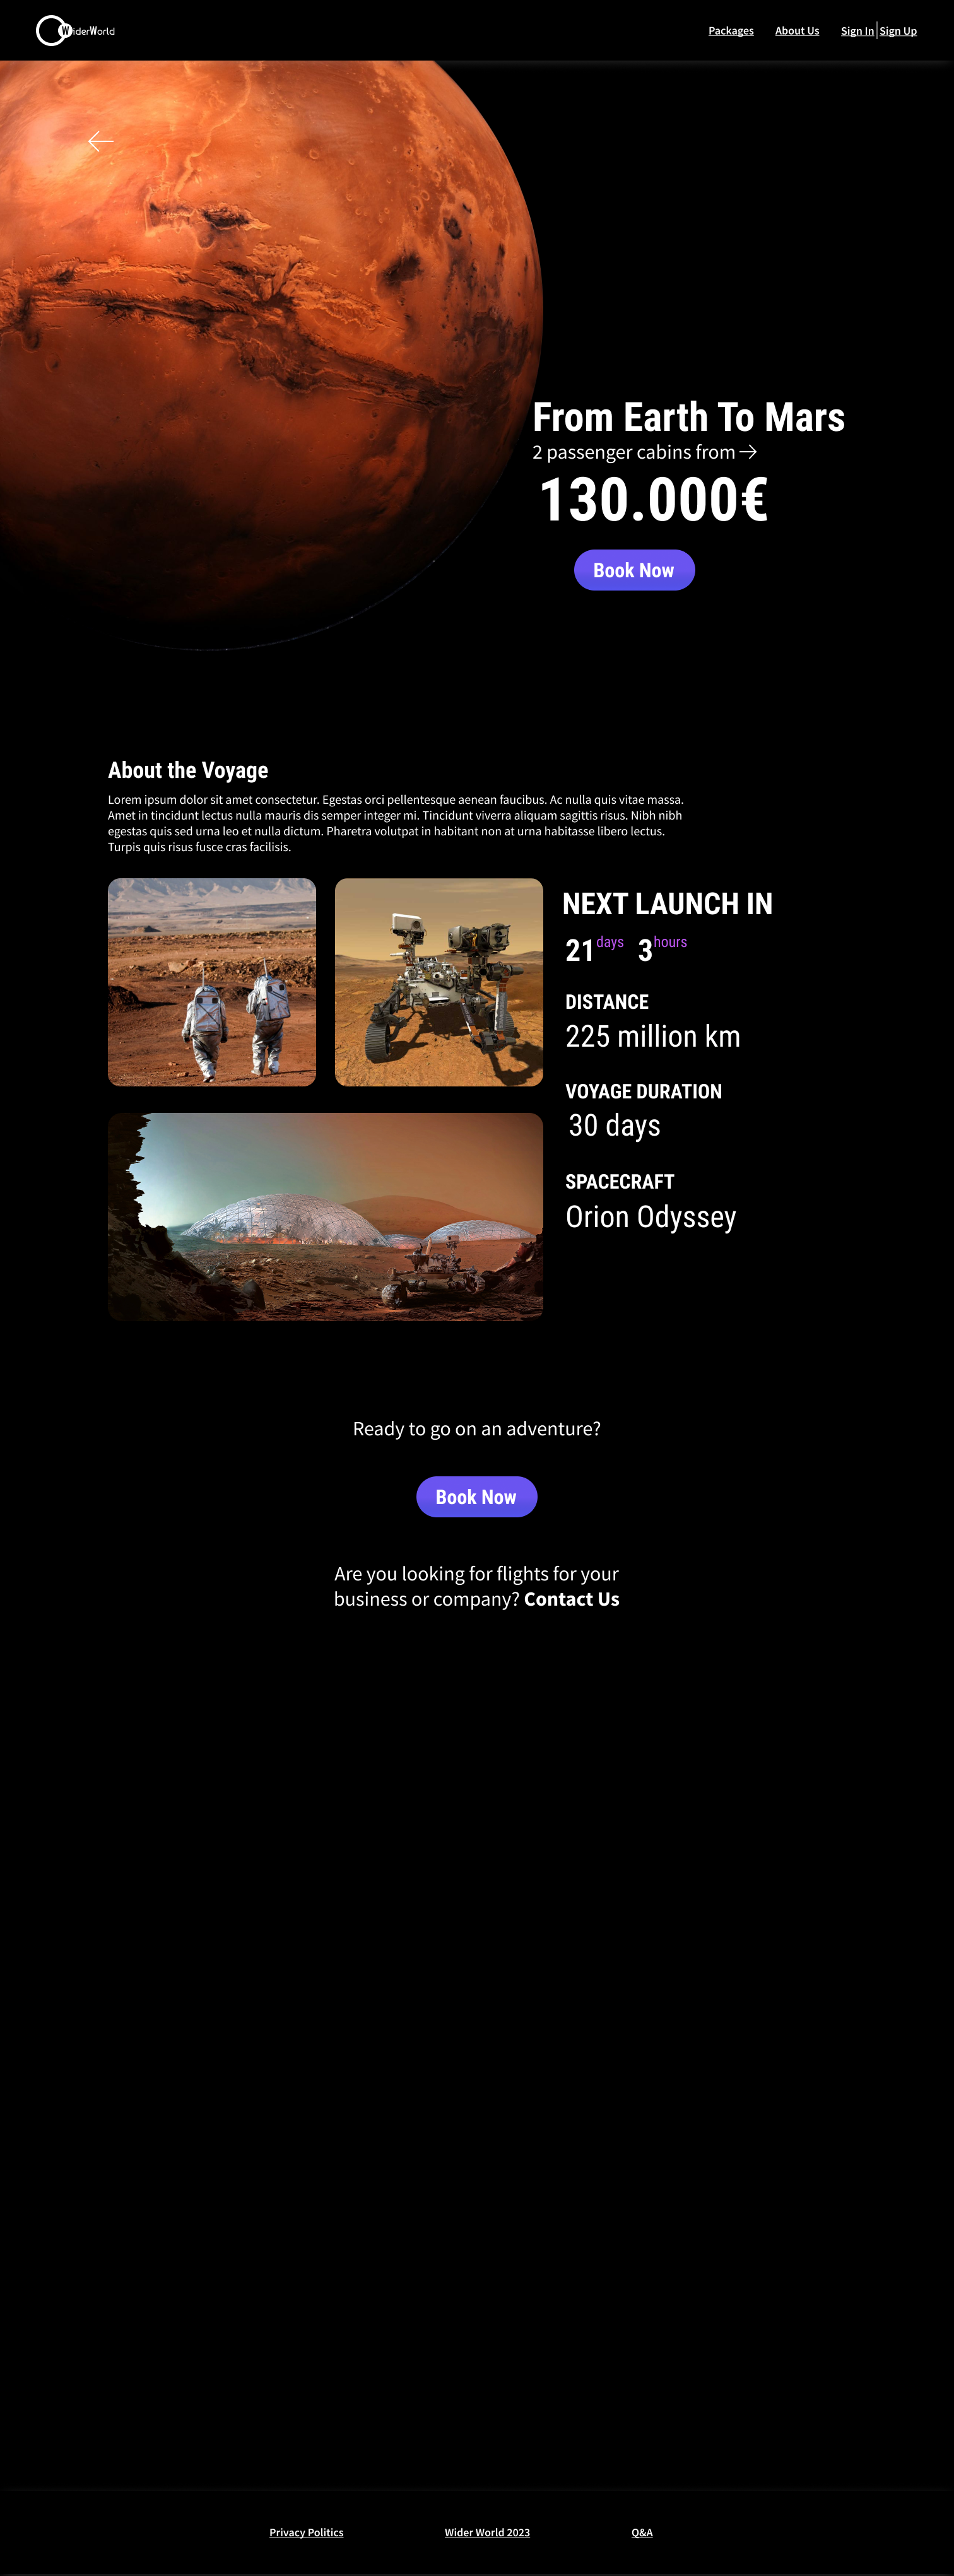 WiderWorld
Packages
About Us
Sign In
Sign Up
From Earth To Mars
2 passenger cabins from
130.000€
Book Now
About the Voyage
Lorem ipsum dolor sit amet consectetur. Egestas orci pellentesque aenean faucibus. Ac nulla quis vitae massa.
Amet in tincidunt lectus nulla mauris dis semper integer mi. Tincidunt viverra aliquam sagittis risus. Nibh nibh
egestas quis sed urna leo et nulla dictum. Pharetra volutpat in habitant non at urna habitasse libero lectus.
Turpis quis risus fusce cras facilisis.
NEXT LAUNCH IN
21 days 3 hours
DISTANCE
225 million km
VOYAGE DURATION
30 days
SPACECRAFT
Orion Odyssey
Ready to go on an adventure?
Book Now
Are you looking for flights for your
business or company? Contact Us
Privacy Politics
Wider World 2023
Q&A